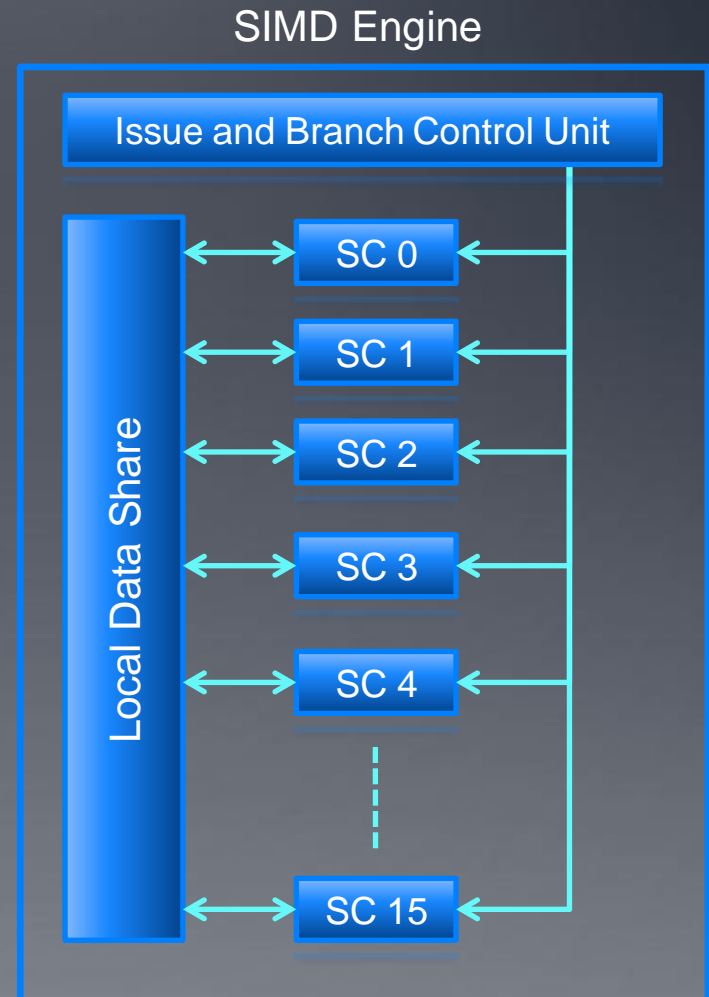 SIMD Engine
Issue and Branch Control Unit
Local Data Share
SC 0
SC 1
SC 2
SC 3
SC 4
SC 15